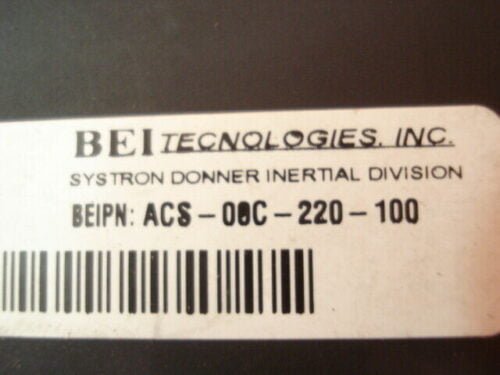 BEI TECNOLOGIES, INC.
SYSTRON DONNER INERTIAL DIVISION
BEIPN: ACS-00C-220-100